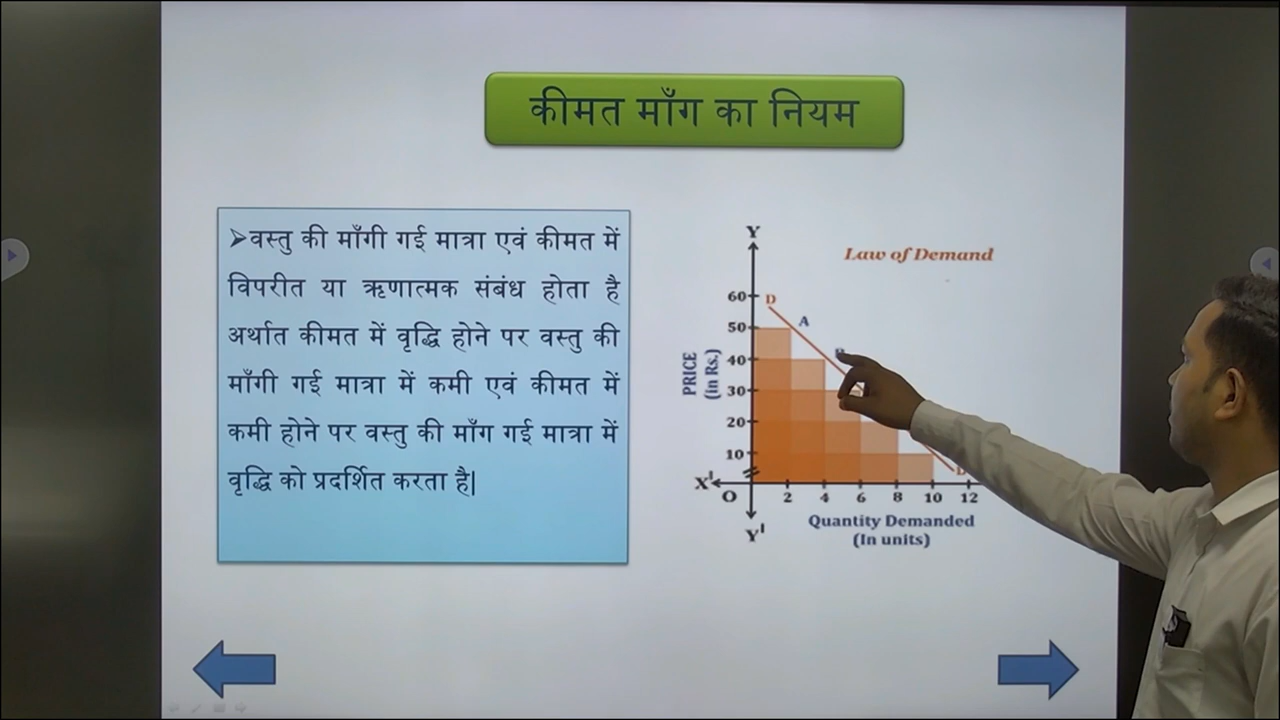 कीमत माँग का नियम
➢वस्तु की माँगी गई मात्रा एवं कीमत में
विपरीत या ऋणात्मक संबंध होता है
अर्थात कीमत में वृद्धि होने पर वस्तु की
माँगी गई मात्रा में कमी एवं कीमत में
कमी होने पर वस्तु की माँग गई मात्रा में
वृद्धि को प्रदर्शित करता है|
Y
Law of Demand
60
D
50
A
40
PRICE
(in Rs.)
30
20
10
X' O 2 4 6 8 10 12
Quantity Demanded
(In units)
Y'